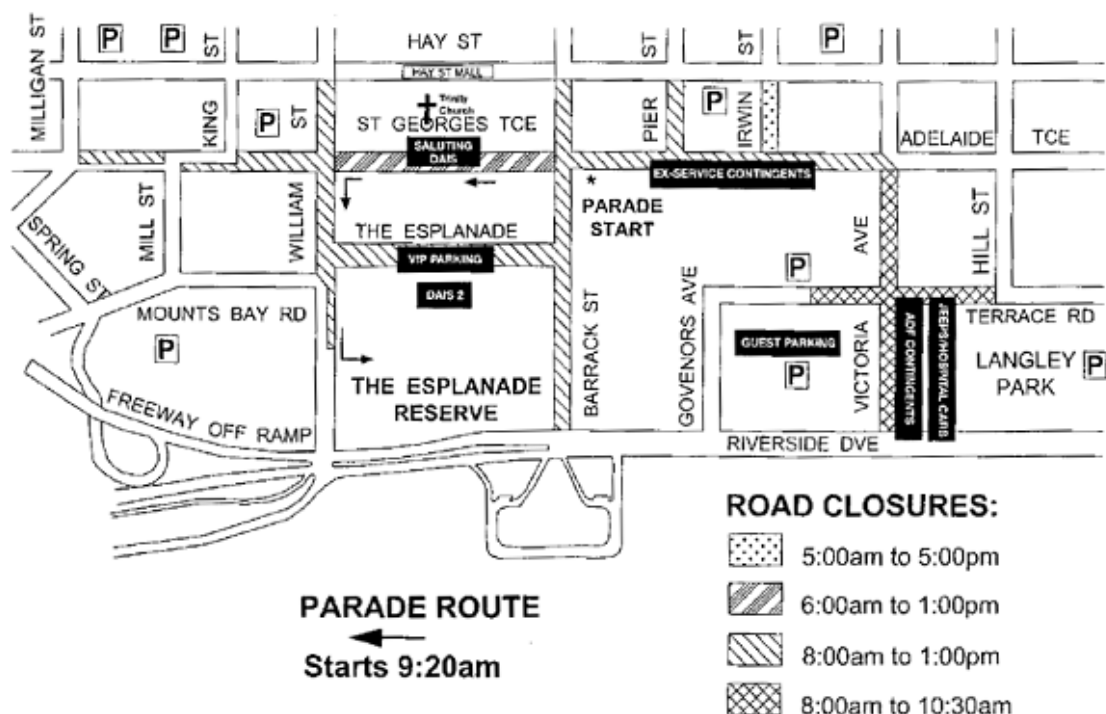 MILLIGAN ST
P
P
ST
KING
HAY ST
HAY ST MALL
ST
ST
P
P
ST
Trinity
Church
ST GEORGES TCE
SALUTING
DAIS
PIER
IRWIN
P
ADELAIDE TCE
EX-SERVICE CONTINGENTS
*
PARADE
START
SPRING ST
MILL ST
WILLIAM
THE ESPLANADE
VIP PARKING
DAIS 2
AVE
HILL ST
P
MOUNTS BAY RD
P
BARRACK ST
GOVENORS AVE
GUEST PARKING
P
VICTORIA
ADF CONTINGENTS
JEEPS/HOSPITAL CARS
TERRACE RD
LANGLEY
PARK
P
THE ESPLANADE
RESERVE
FREEWAY OFF RAMP
RIVERSIDE DVE
ROAD CLOSURES:
5:00am to 5:00pm
6:00am to 1:00pm
8:00am to 1:00pm
8:00am to 10:30am
PARADE ROUTE
Starts 9:20am